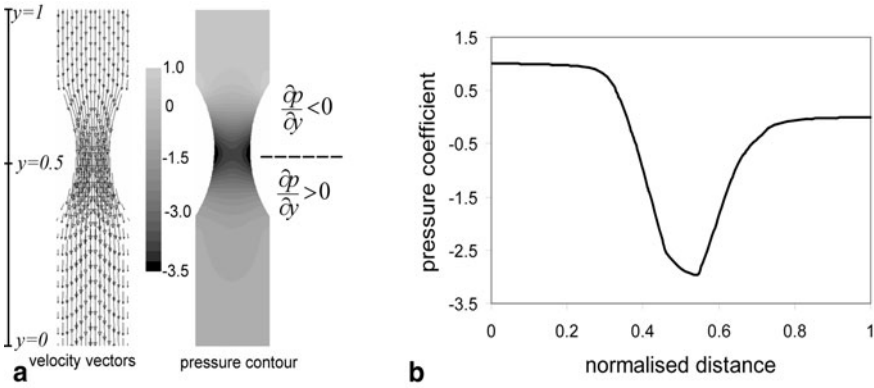 y=1
y=0.5
y=0
velocity vectors
a
1.0
0
-1.5
-3.0
-3.5
∂p/∂y<0
∂p/∂y>0
pressure contour
b
pressure coefficient
1.5
0.5
-0.5
-1.5
-2.5
-3.5
0
0.2
0.4
0.6
0.8
1
normalised distance